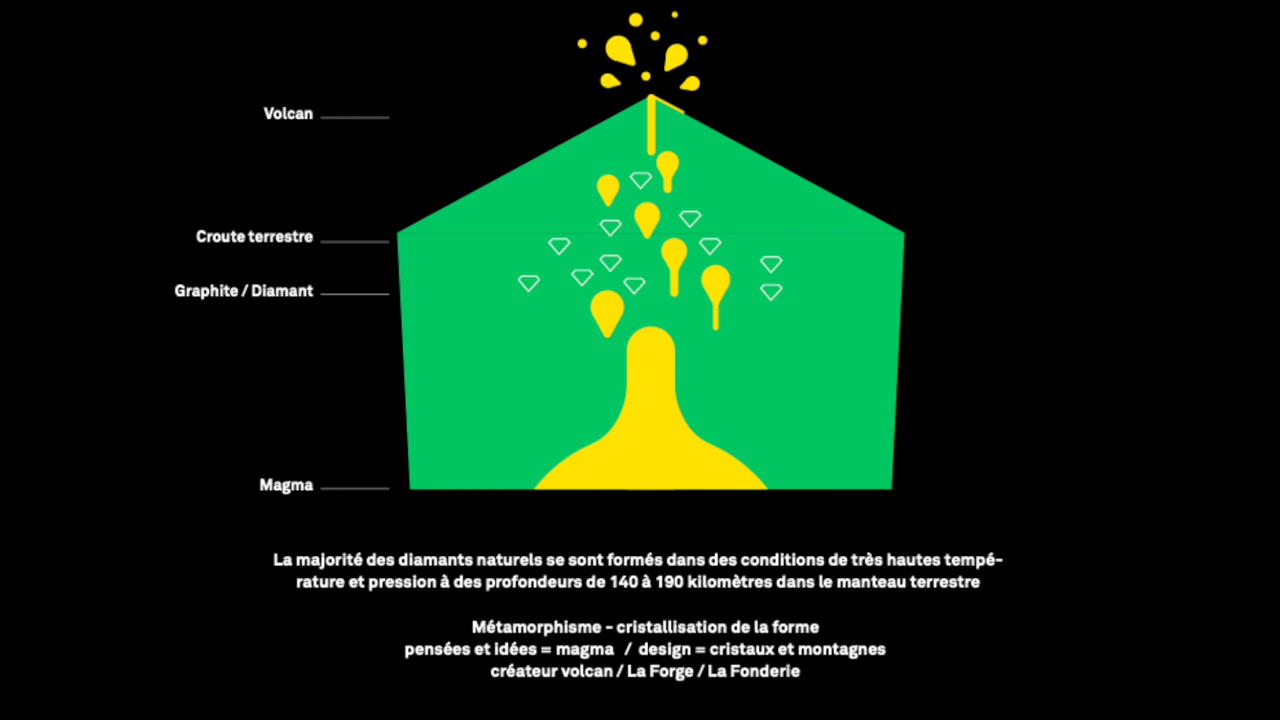 Volcan
Croute terrestre
Graphite / Diamant
Magma
La majorité des diamants naturels se sont formés dans des conditions de très hautes tempé-
rature et pression à des profondeurs de 140 à 190 kilomètres dans le manteau terrestre
Métamorphisme - cristallisation de la forme
pensées et idées = magma / design = cristaux et montagnes
créateur volcan / La Forge / La Fonderie